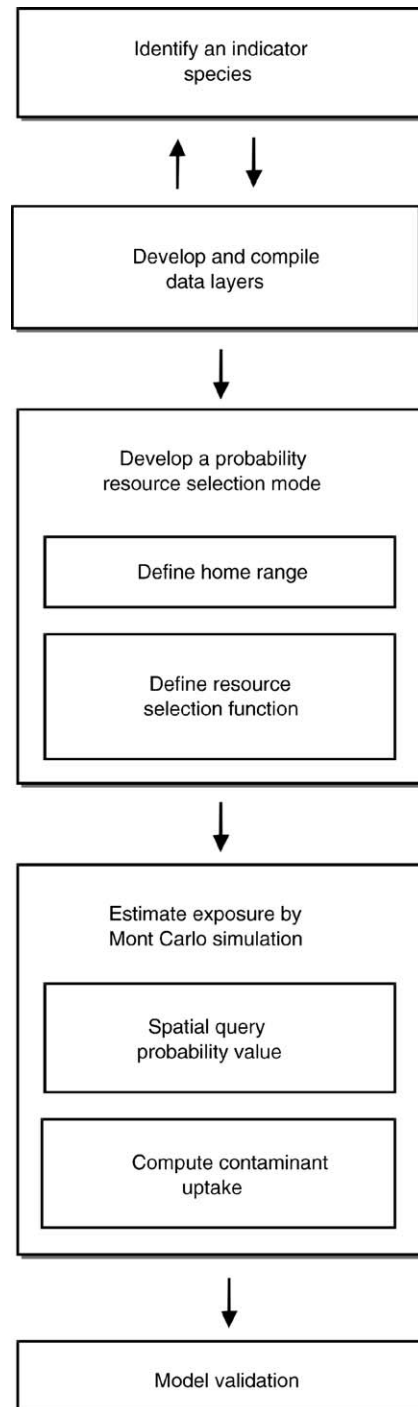 Identify an indicator
species
Develop and compile
data layers
Develop a probability
resource selection mode
Define home range
Define resource
selection function
Estimate exposure by
Mont Carlo simulation
Spatial query
probability value
Compute contaminant
uptake
Model validation